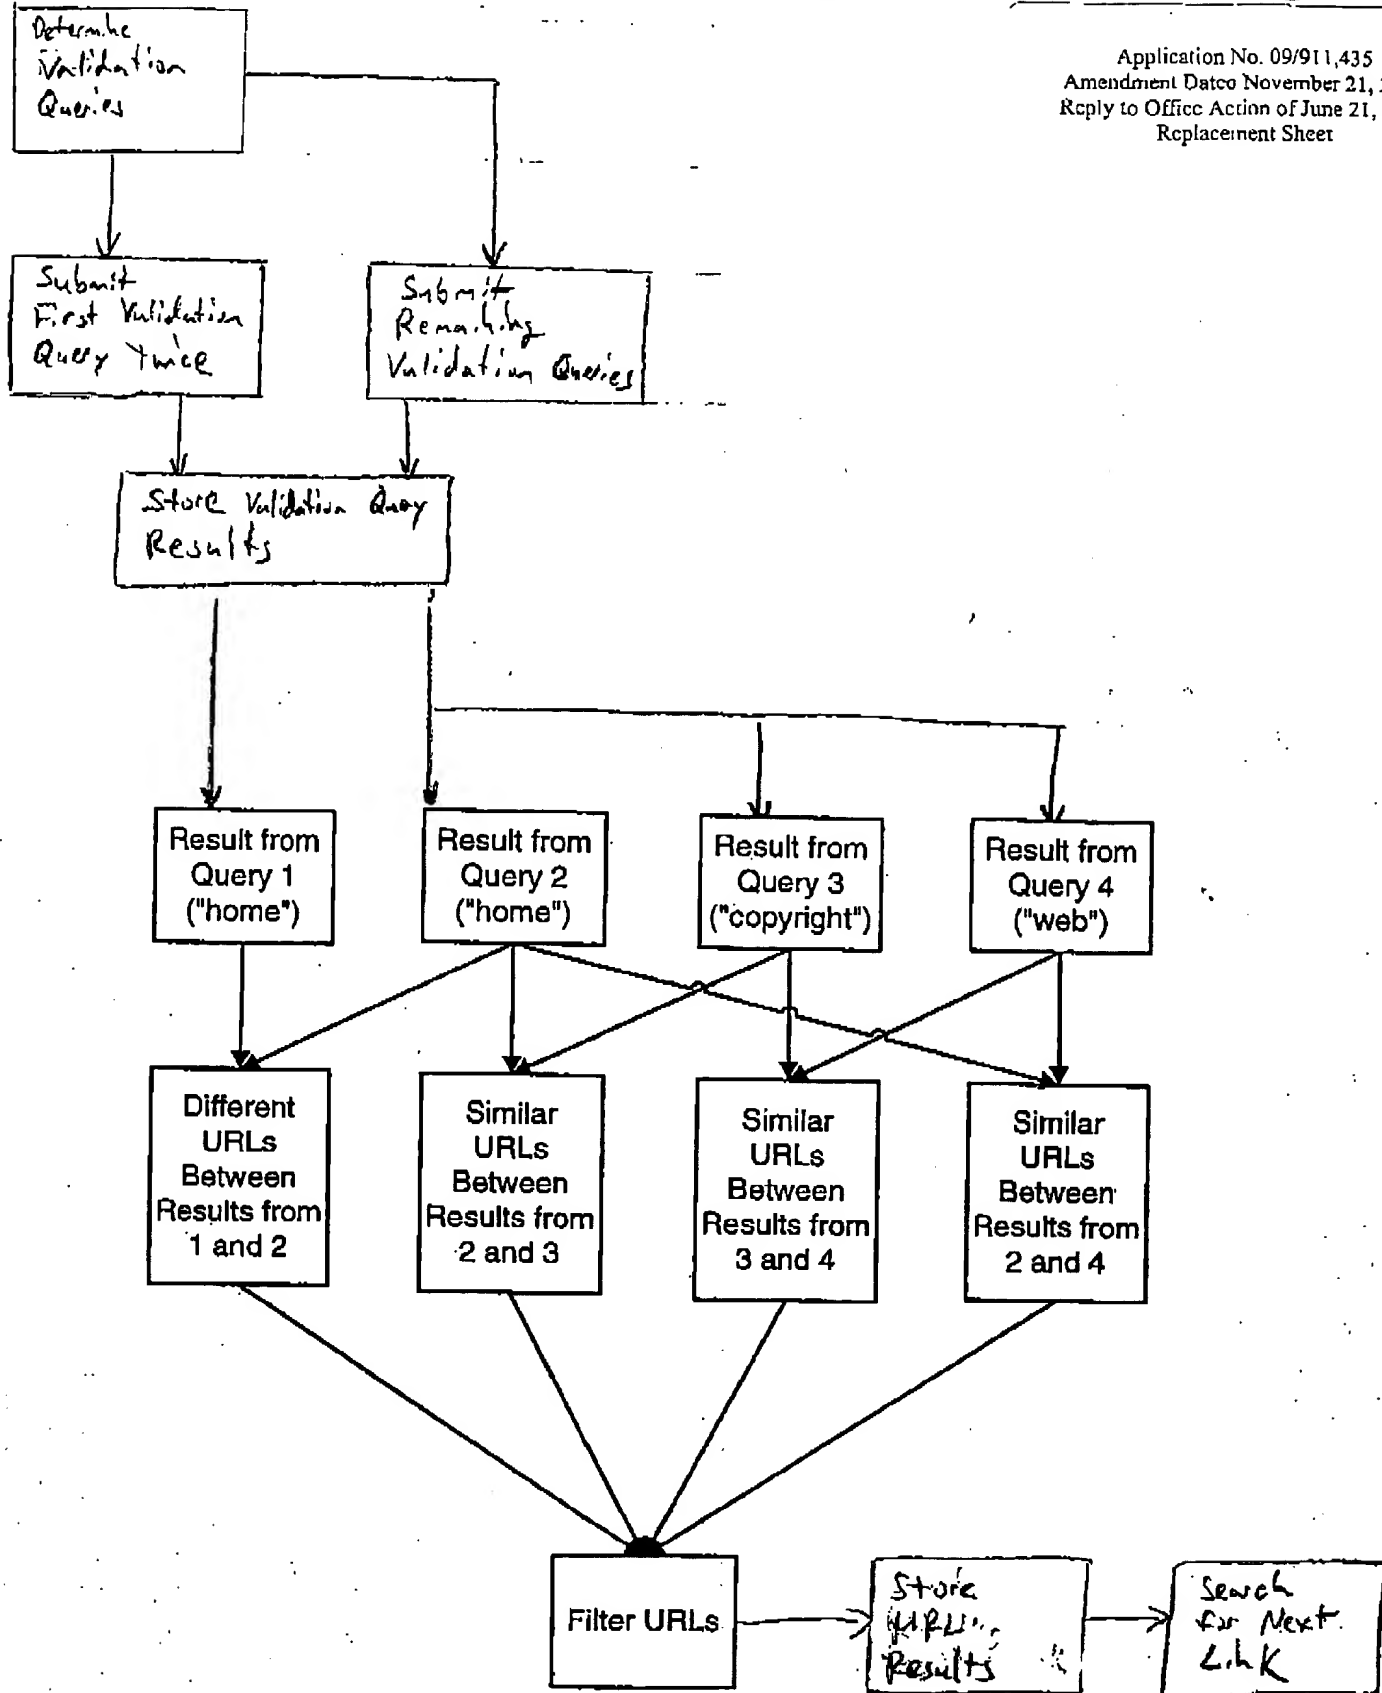 Determine
Validation
Queries
Application No. 09/911,435
Amendment Dated November 21,
Reply to Office Action of June 21,
Replacement Sheet
Submit
First Validation
Query twice
Submit
Remaining
Validation Queries
Store Validation Query
Results
Result from
Query 1
("home")
Result from
Query 2
("home")
Result from
Query 3
("copyright")
Result from
Query 4
("web")
Different
URLs
Between
Results from
1 and 2
Similar
URLs
Between
Results from
2 and 3
Similar
URLs
Between
Results from
3 and 4
Similar
URLs
Between
Results from
2 and 4
Filter URLs
Store
URL
Results
Search
for Next
Link